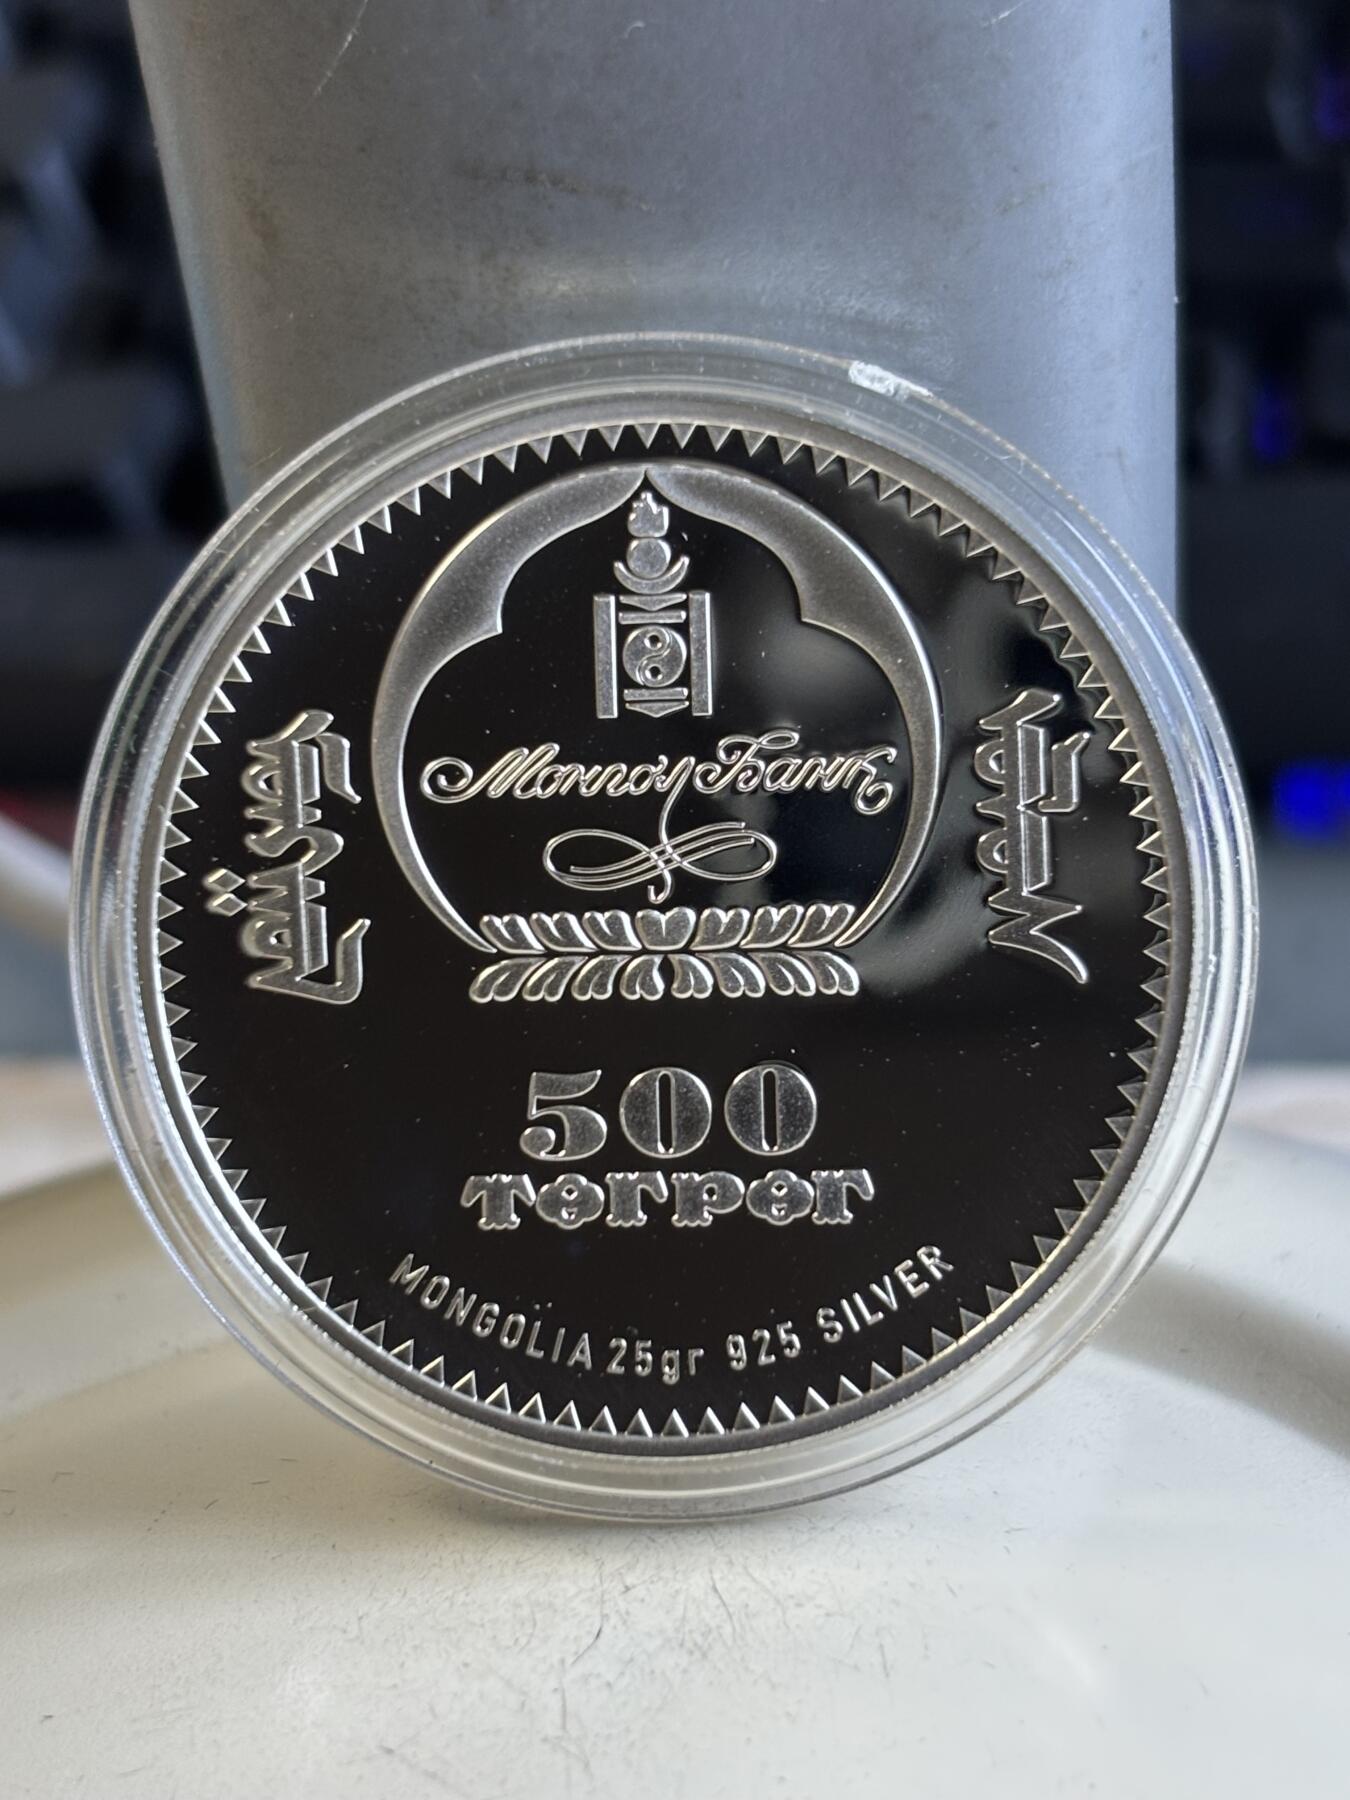 Монгол Банк
500
ТӨГРӨГ
MONGOLIA 25gr 925 SILVER